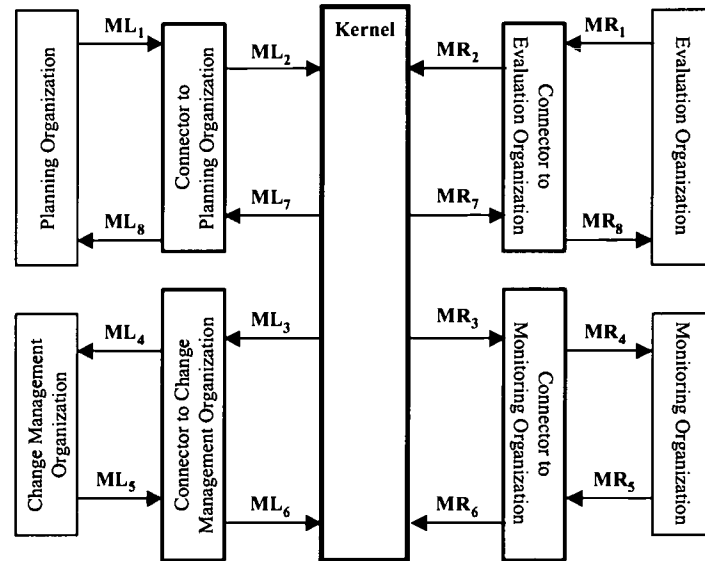 Kernel
ML1
ML2
MR2
MR1
Planning Organization
Connector to
Planning Organization
Connector to
Evaluation Organization
Evaluation Organization
ML8
ML7
MR7
MR8
ML4
ML3
MR3
MR4
Change Management
Organization
Connector to Change
Management Organization
Connector to
Monitoring Organization
Monitoring Organization
ML5
ML6
MR6
MR5